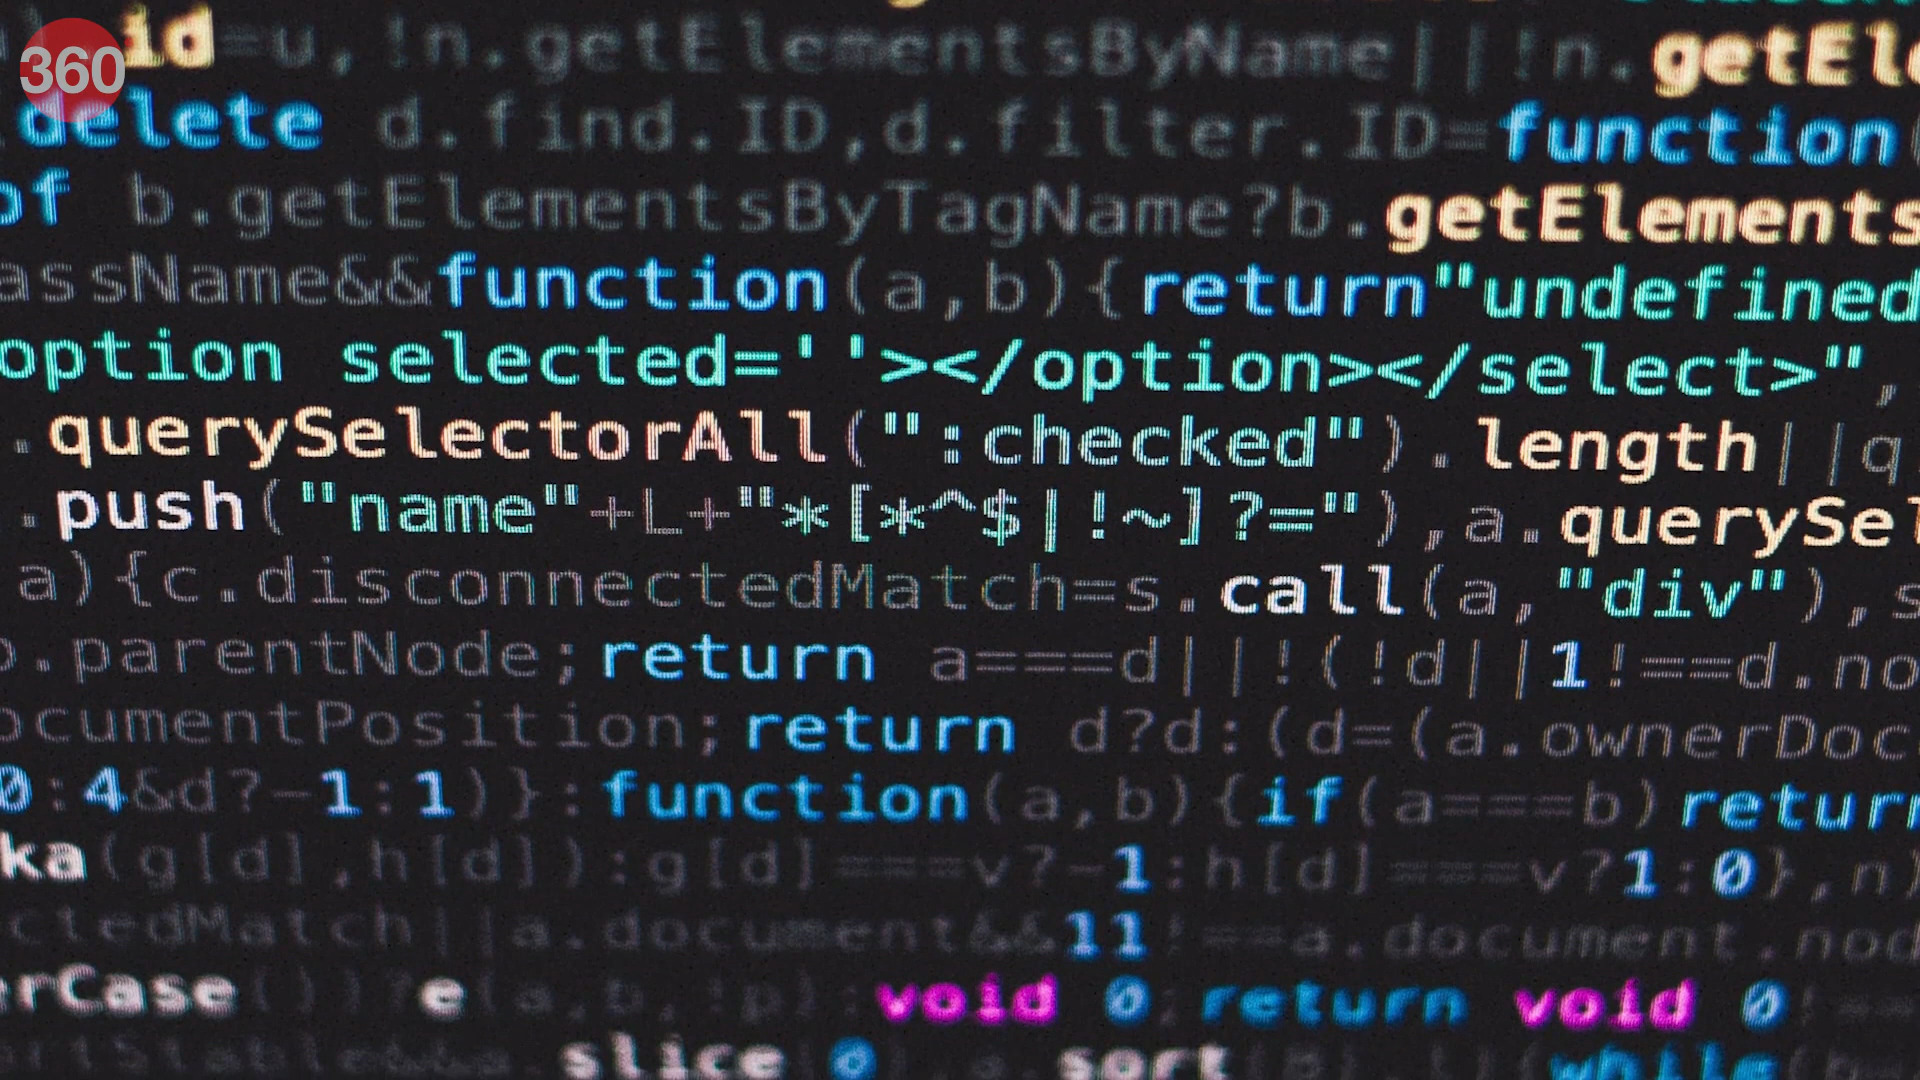 360
id=u,!n.getElementsByName||!n.getEle
delete d.find.ID,d.filter.ID=function(
of b.getElementsByTagName?b.getElements
assName&&function(a,b){return"undefined
option selected=''></option></select>",
.querySelectorAll(":checked").length||q
.push("name"+L+"*[*^$|!~]?="),a.querySel
a){c.disconnectedMatch=s.call(a,"div"),s
.parentNode;return a===d||!(!d||1!==d.no
ocumentPosition;return d?d:(d=(a.ownerDoc
0:4&d?-1:1)}:function(a,b){if(a===b)return
ka(g[d],h[d]):g[d]===v?-1:h[d]===v?1:0},n}
ctedMatch||a.document&&11!==a.document.nod
erCase())?e(a,b,!p):void 0;return void 0!==
slice 0 sort while